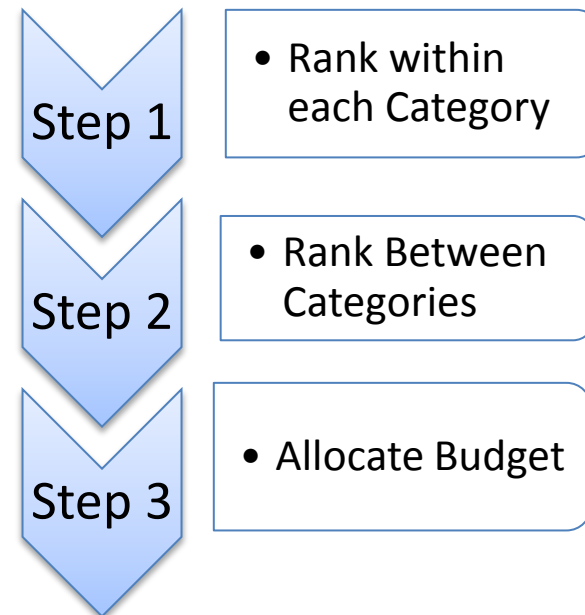 Step 1
• Rank within
each Category
Step 2
• Rank Between
Categories
Step 3
• Allocate Budget